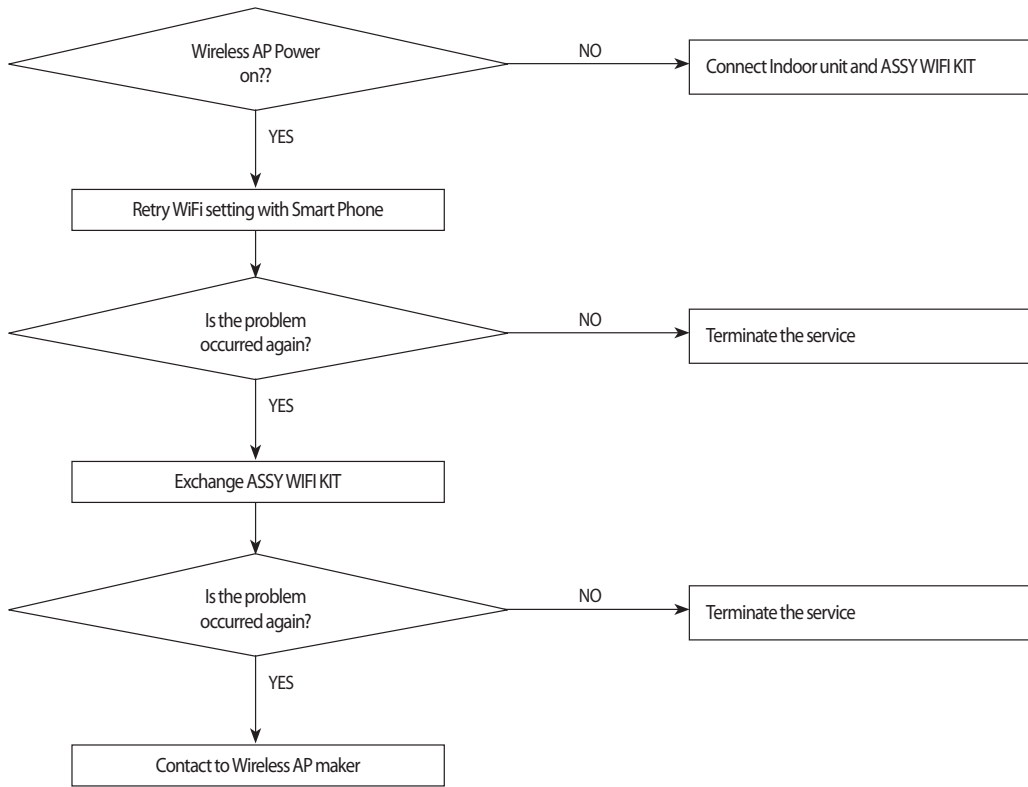 Wireless AP Power
on??
NO
Connect Indoor unit and ASSY WIFI KIT
YES
Retry WiFi setting with Smart Phone
Is the problem
occurred again?
NO
Terminate the service
YES
Exchange ASSY WIFI KIT
Is the problem
occurred again?
NO
Terminate the service
YES
Contact to Wireless AP maker